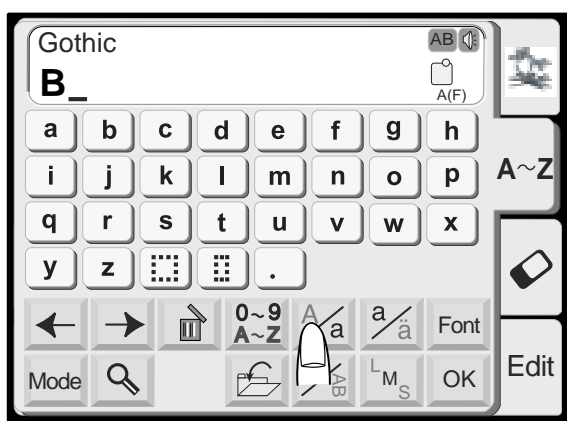 Gothic
AB
B_
A(F)
a b c d e f g h
i j k l m n o p
A~Z
q r s t u v w x
y z .
0~9
A~Z
A/a
a/ä
Font
Mode
AB
L M S
OK
Edit